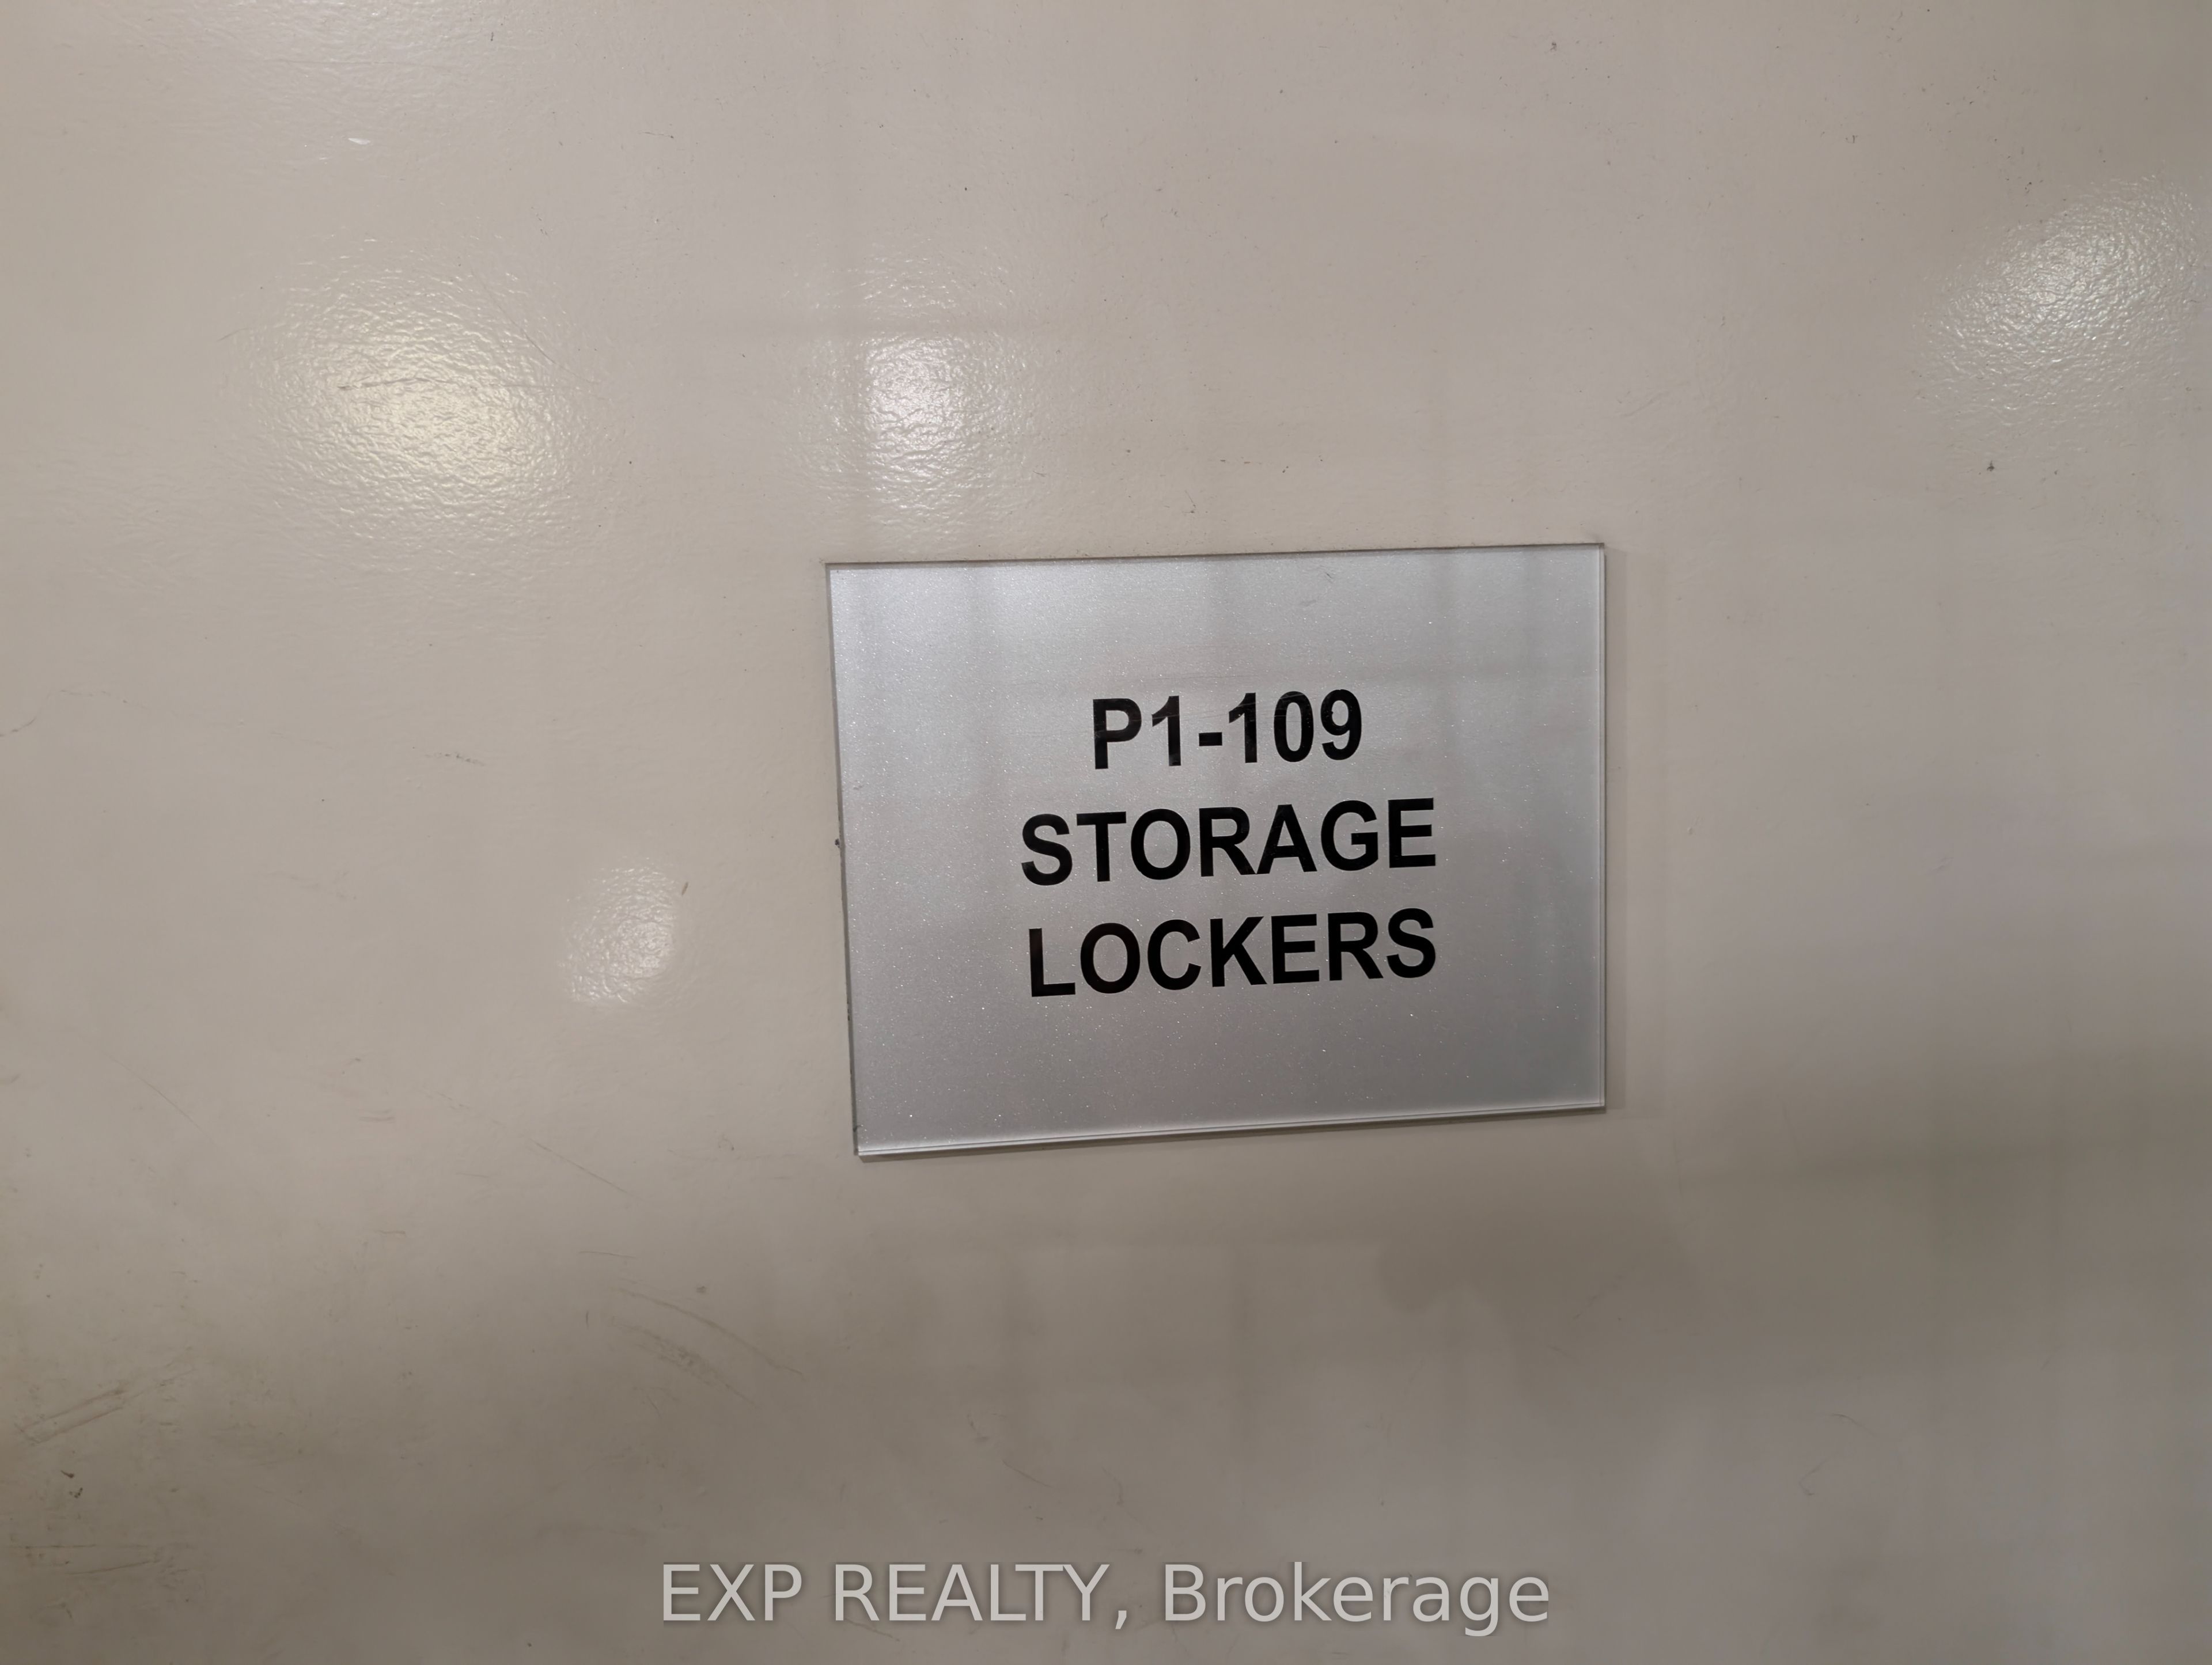 P1-109
STORAGE
LOCKERS
EXP REALTY, Brokerage